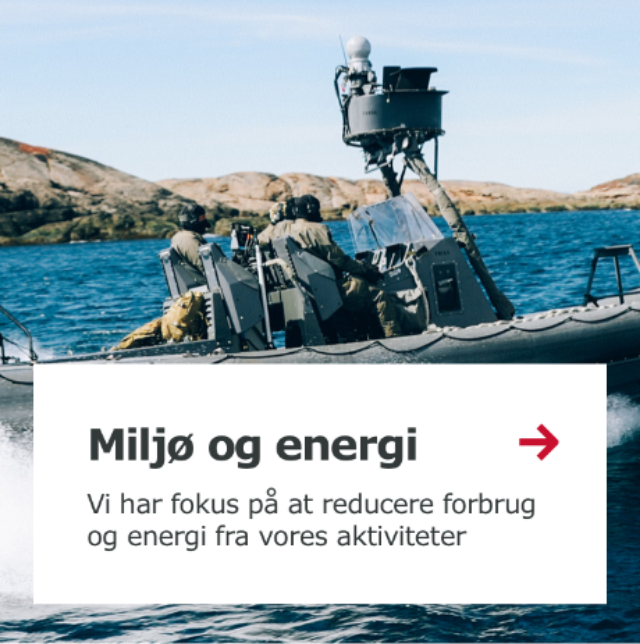 Miljø og energi
Vi har fokus på at reducere forbrug
og energi fra vores aktiviteter